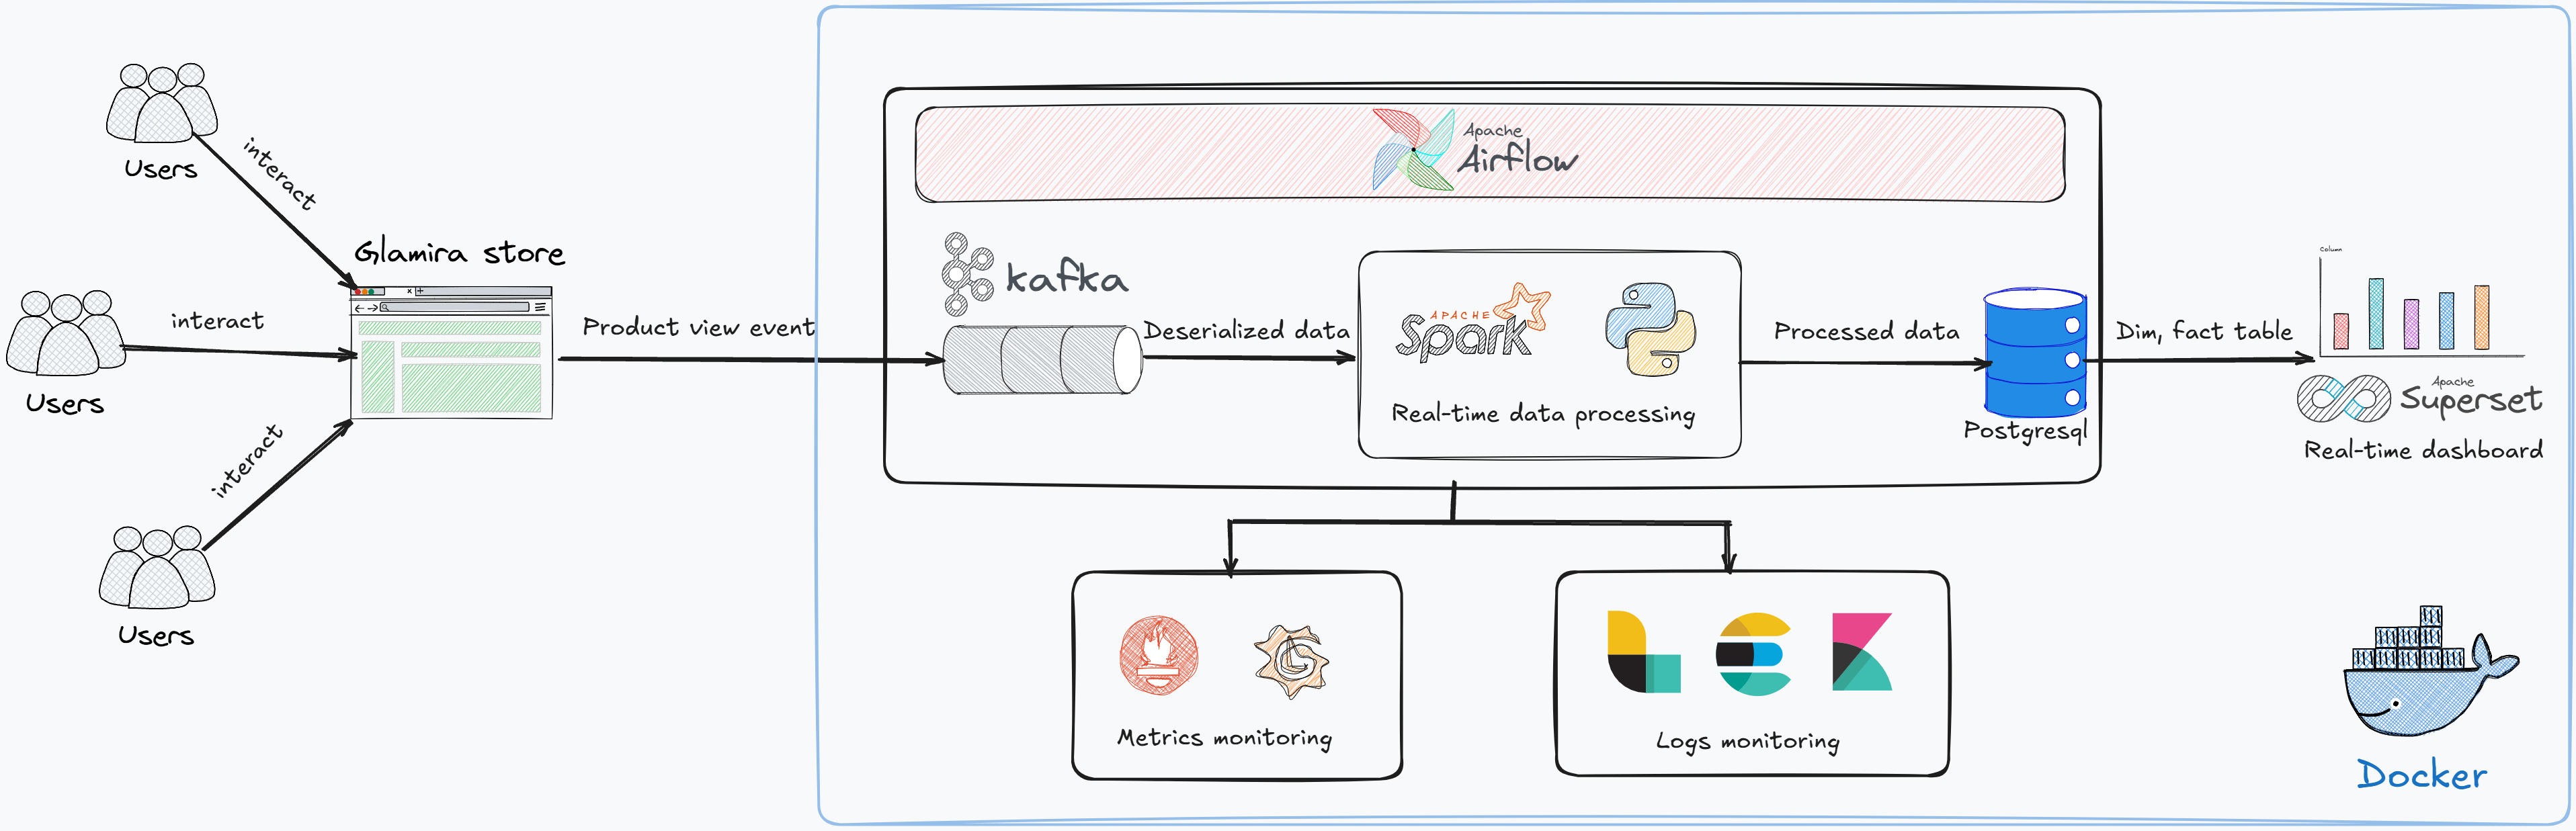 Users
interact
Glamira store
x +
Users
interact
Users
interact
Product view event
Apache
Airflow
kafka
Deserialized data
APACHE
Spark
Real-time data processing
Processed data
Postgresql
Dim, fact table
Column
Apache
Superset
Real-time dashboard
Metrics monitoring
Logs monitoring
Docker